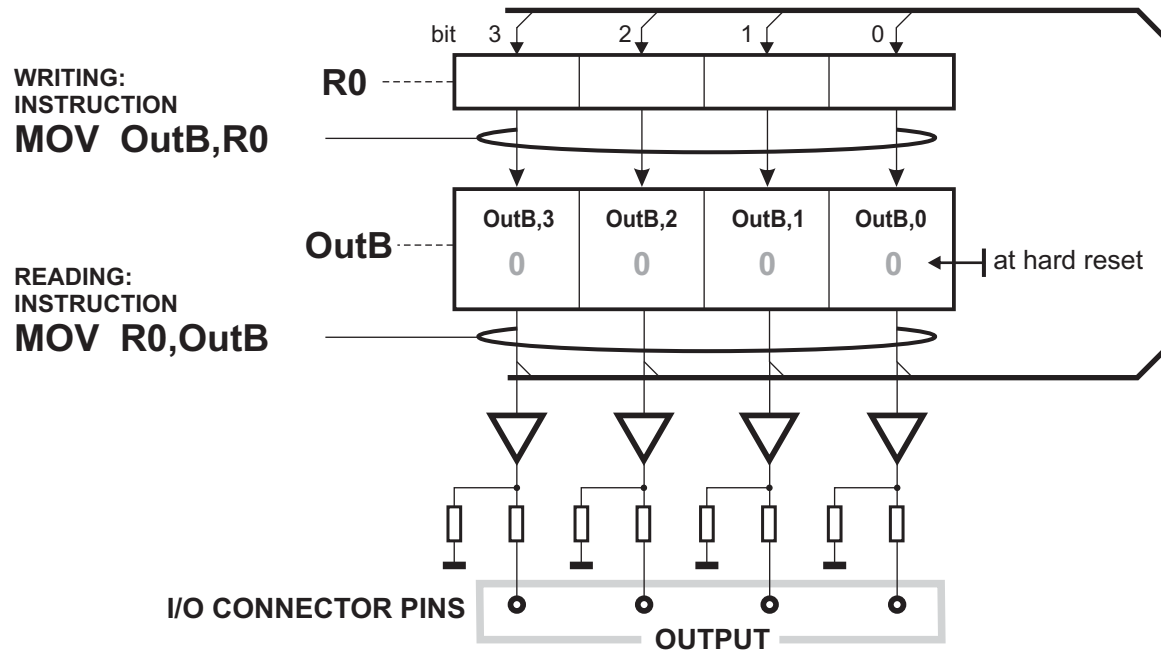 bit 3 2 1 0
WRITING:
INSTRUCTION
MOV OutB,R0
R0
OutB,3 OutB,2 OutB,1 OutB,0
OutB
0 0 0 0
at hard reset
READING:
INSTRUCTION
MOV R0,OutB
I/O CONNECTOR PINS
OUTPUT